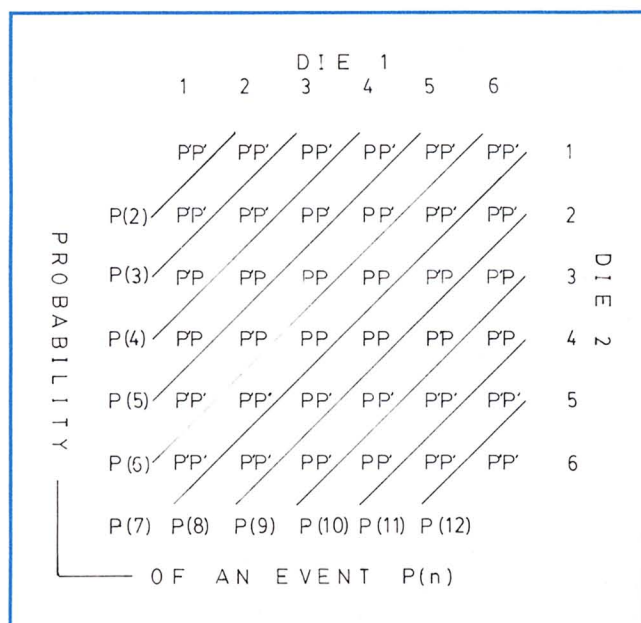 DIE 1
1 2 3 4 5 6
P'P' P'P' PP' PP' P'P' P'P' 1
P(2) P'P' P'P' PP' PP' P'P' P'P' 2
P(3) P'P P'P PP PP P'P P'P 3
P(4) P'P P'P PP PP P'P P'P 4
P(5) P'P' P'P' PP' PP' P'P' P'P' 5
P(6) P'P' P'P' PP' PP' P'P' P'P' 6
P(7) P(8) P(9) P(10) P(11) P(12)
PROBABILITY
DIE 2
OF AN EVENT P(n)